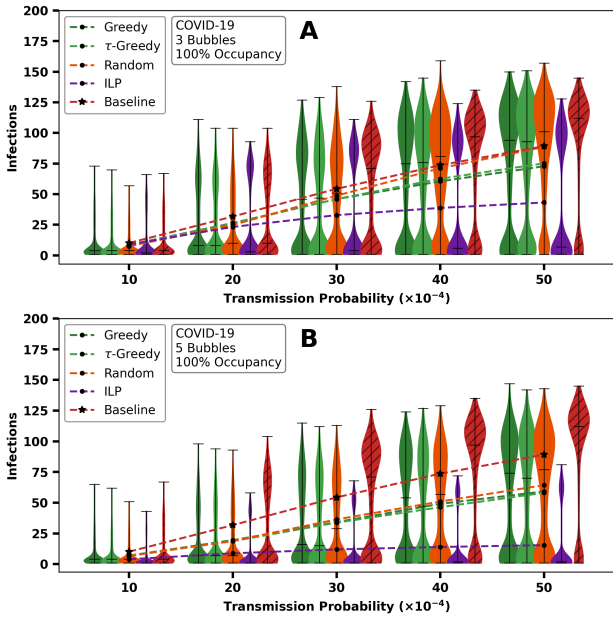 200
175
150
125
100
75
50
25
0
Infections
Greedy
τ-Greedy
Random
ILP
Baseline
COVID-19
3 Bubbles
100% Occupancy
A
10 20 30 40 50
Transmission Probability (×10⁻⁴)
200
175
150
125
100
75
50
25
0
Infections
Greedy
τ-Greedy
Random
ILP
Baseline
COVID-19
5 Bubbles
100% Occupancy
B
10 20 30 40 50
Transmission Probability (×10⁻⁴)